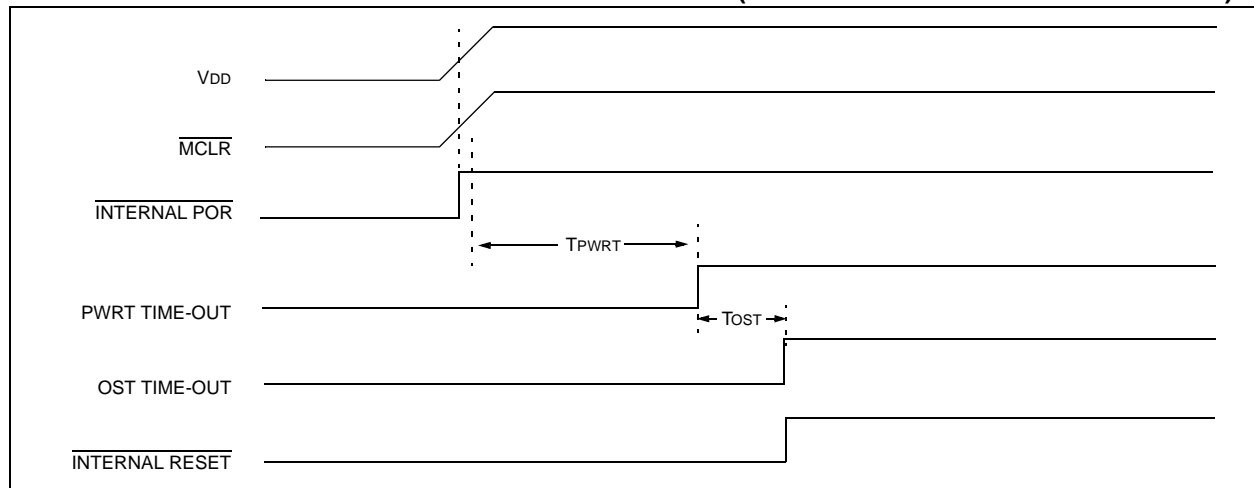 VDD
MCLR
INTERNAL POR
TPWRT
PWRT TIME-OUT
TOST
OST TIME-OUT
INTERNAL RESET